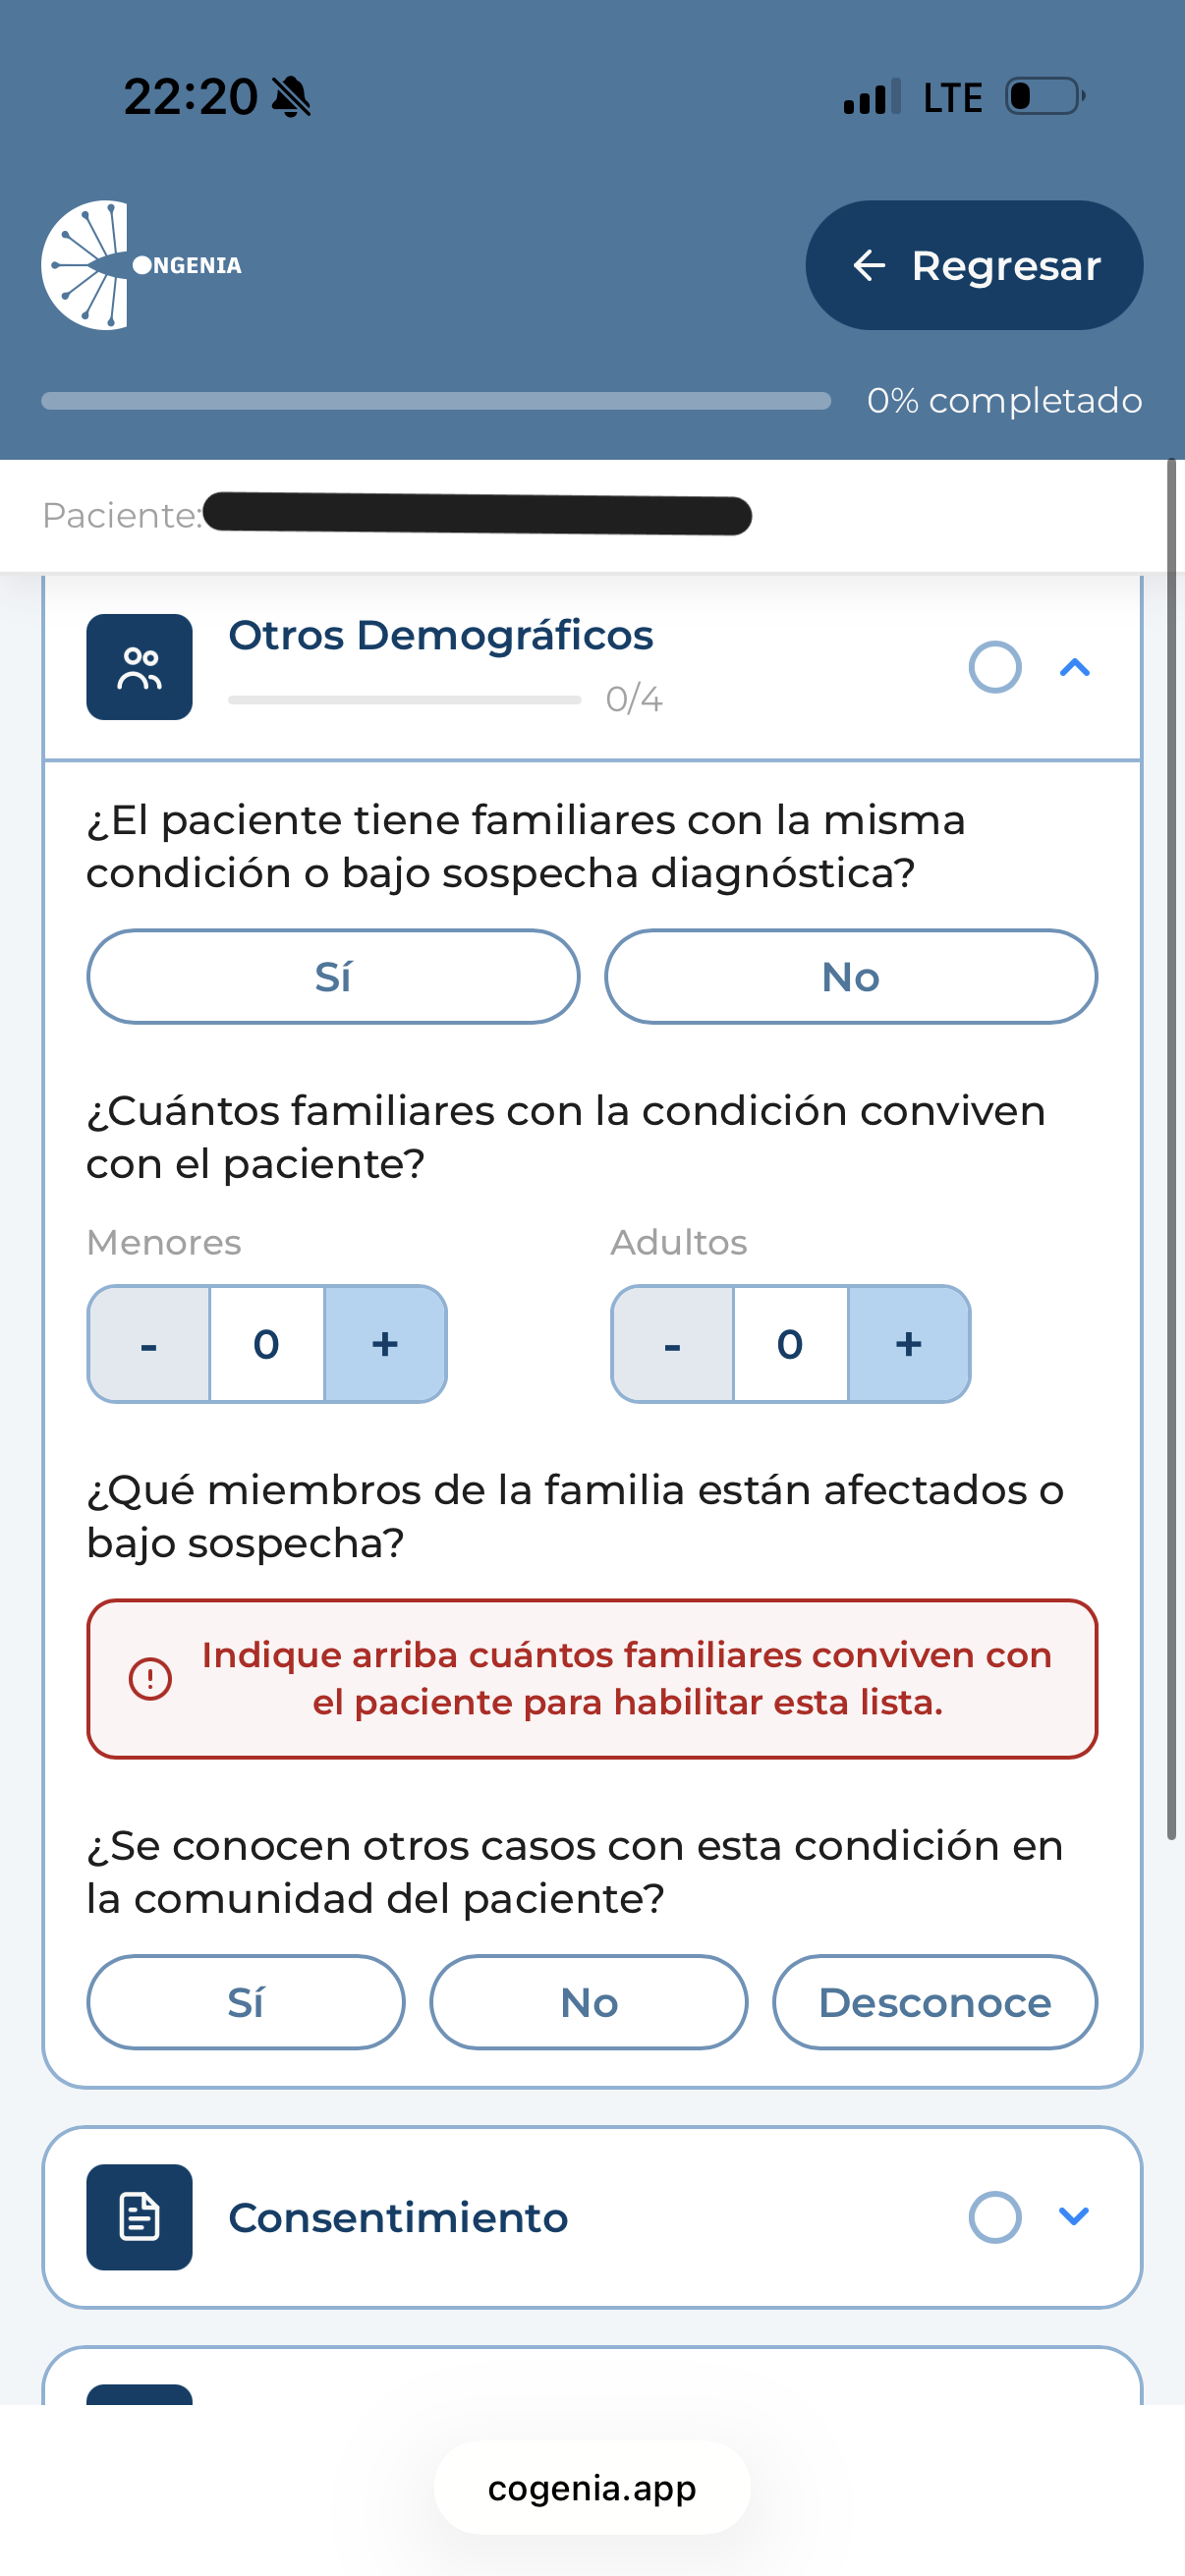 22:20
LTE
ONGENIA
← Regresar
0% completado
Paciente:
Otros Demográficos
0/4
¿El paciente tiene familiares con la misma
condición o bajo sospecha diagnóstica?
Sí
No
¿Cuántos familiares con la condición conviven
con el paciente?
Menores
Adultos
- 0 +
- 0 +
¿Qué miembros de la familia están afectados o
bajo sospecha?
Indique arriba cuántos familiares conviven con
el paciente para habilitar esta lista.
¿Se conocen otros casos con esta condición en
la comunidad del paciente?
Sí
No
Desconoce
Consentimiento
cogenia.app